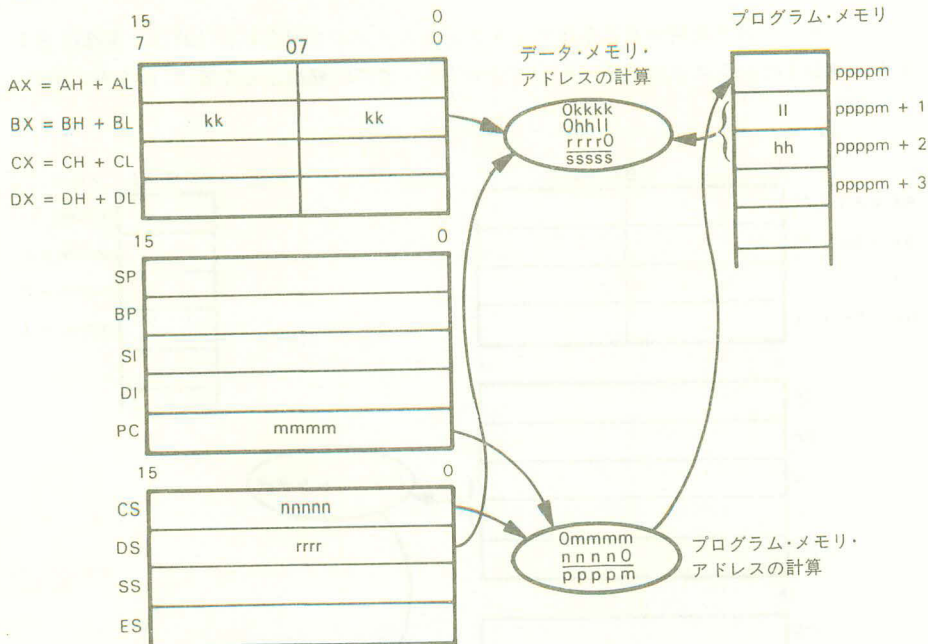 15 0
7 07 0
AX = AH + AL
BX = BH + BL kk kk
CX = CH + CL
DX = DH + DL
15 0
SP
BP
SI
DI
PC mmmm
15 0
CS nnnnn
DS rrrr
SS
ES
データ・メモリ・
アドレスの計算
0kkkk
0hhll
rrrr0
sssss
プログラム・メモリ
ppppm
ll ppppm + 1
hh ppppm + 2
ppppm + 3
0mmmm
nnnn0
ppppm
プログラム・メモリ・
アドレスの計算